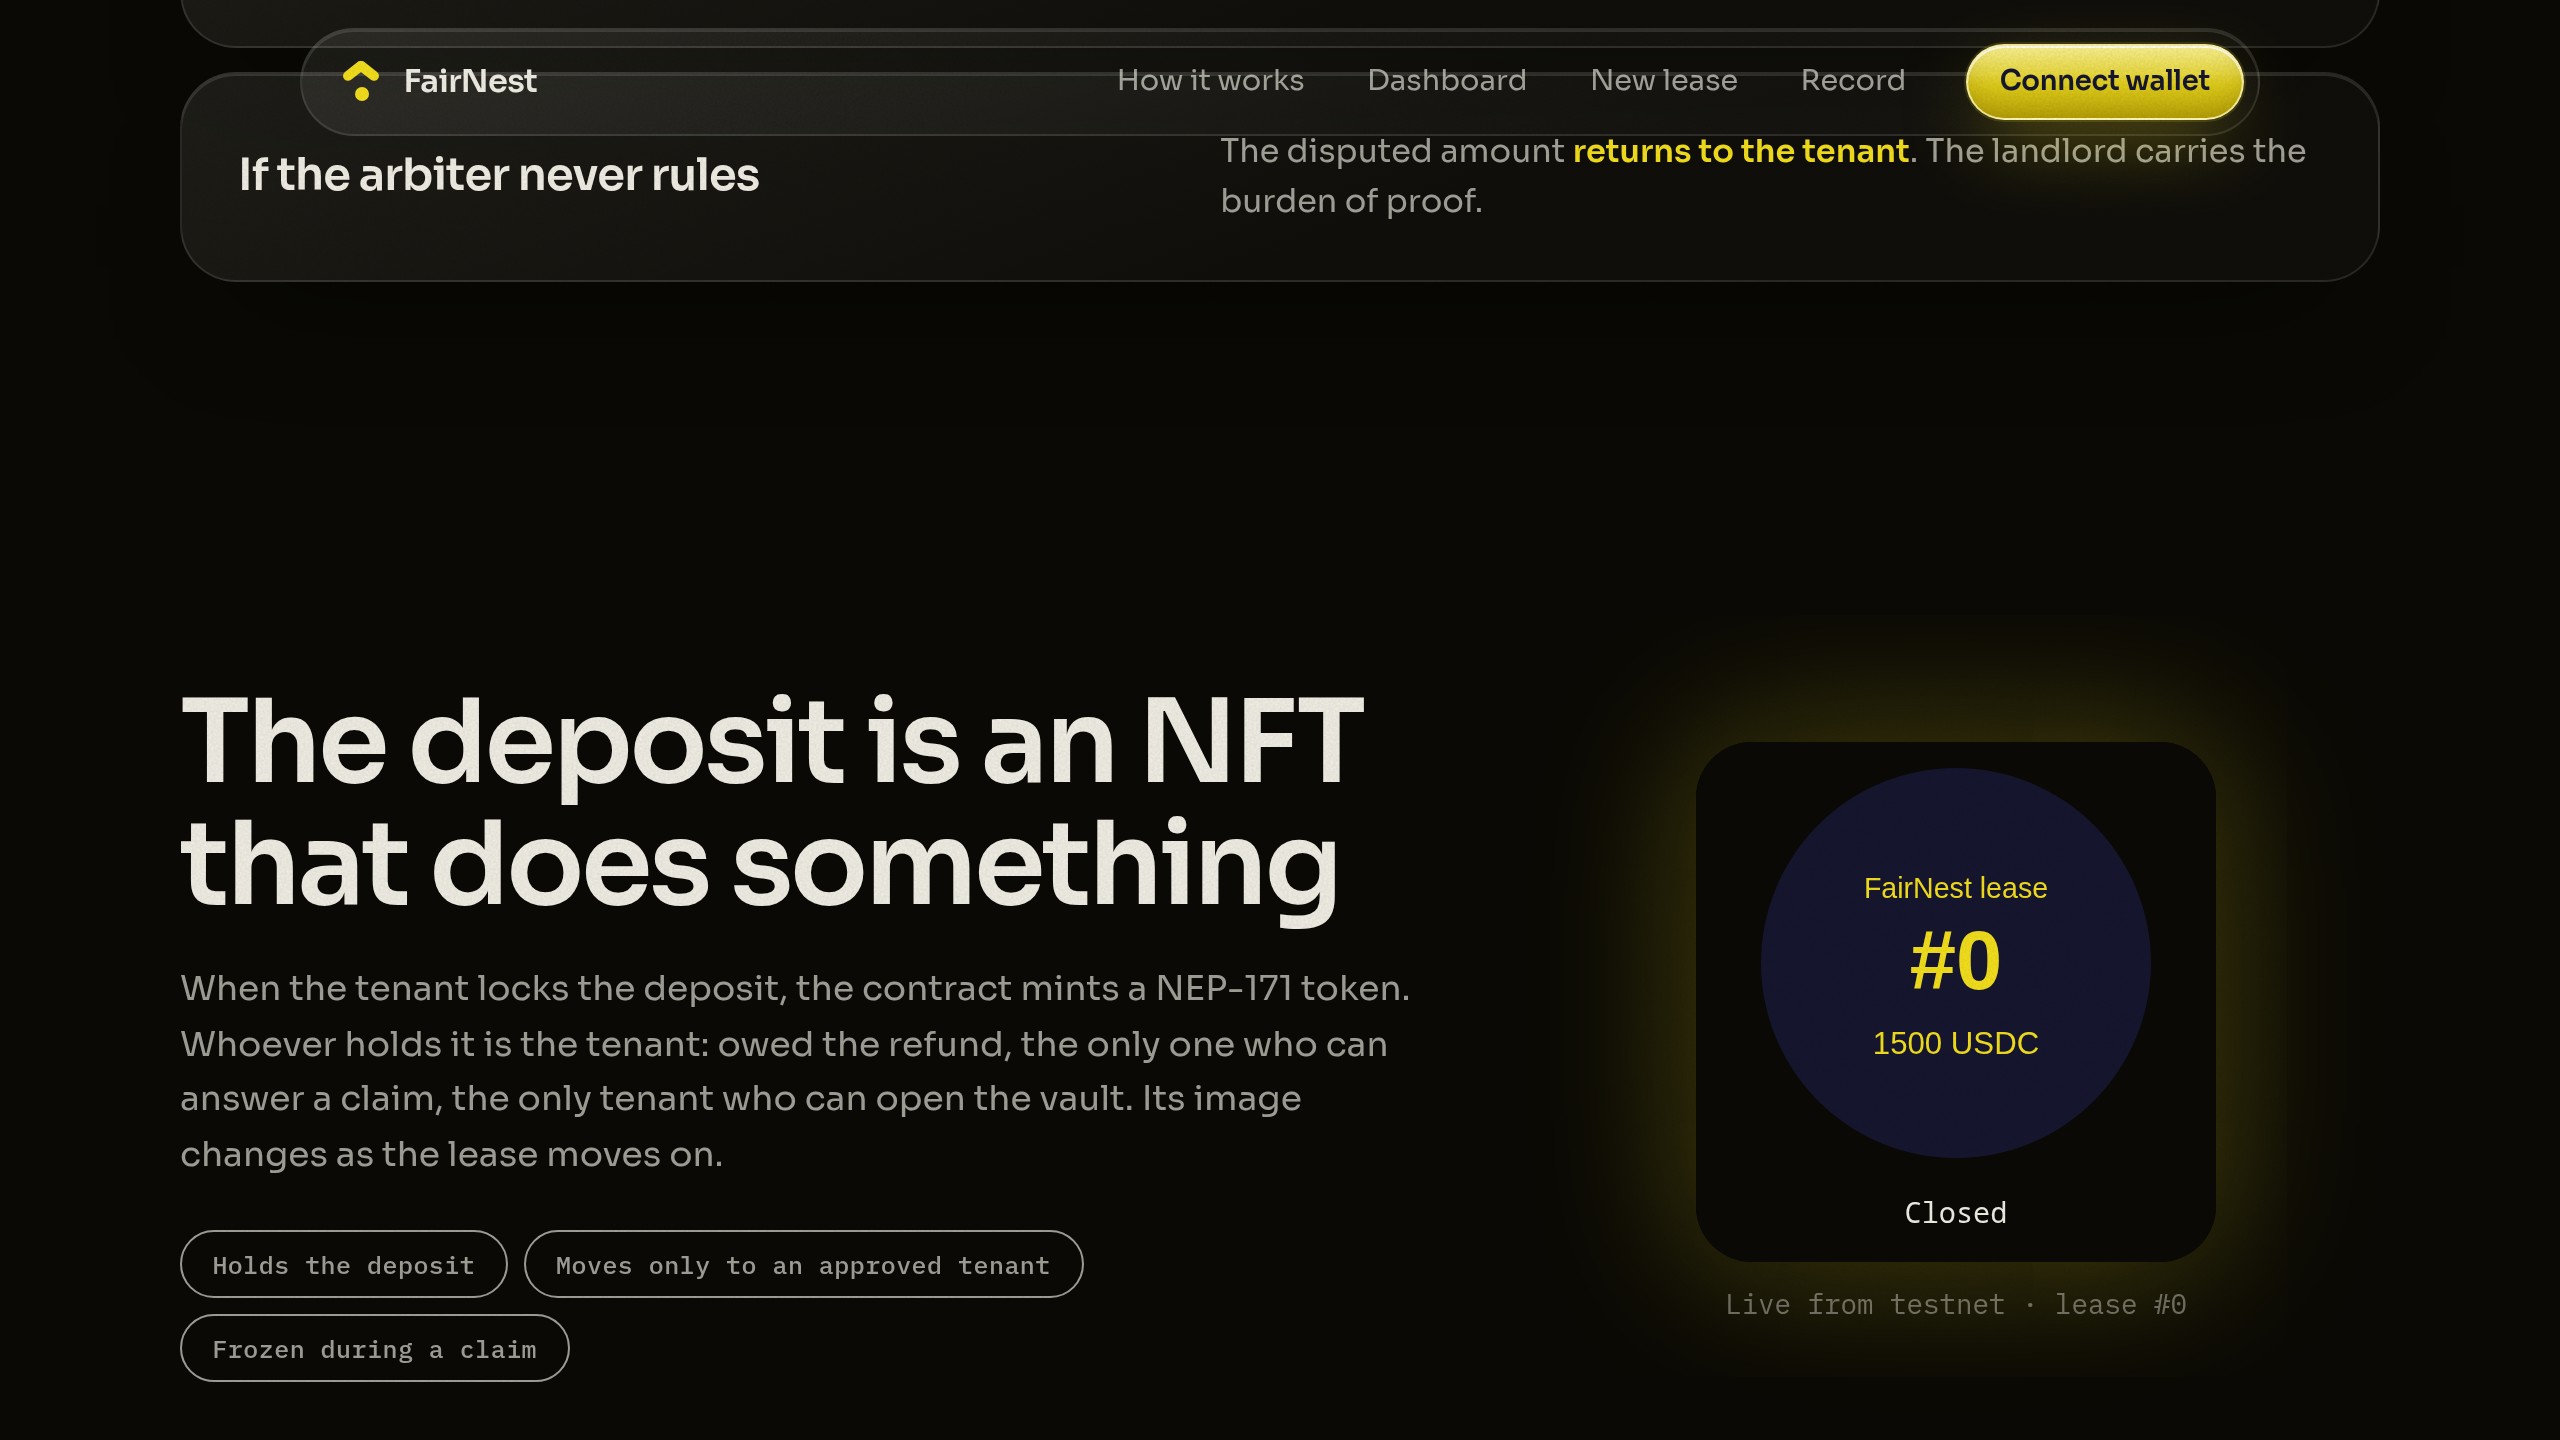 FairNest
How it works
Dashboard
New lease
Record
Connect wallet
If the arbiter never rules
The disputed amount returns to the tenant. The landlord carries the
burden of proof.
The deposit is an NFT
that does something
When the tenant locks the deposit, the contract mints a NEP-171 token.
Whoever holds it is the tenant: owed the refund, the only one who can
answer a claim, the only tenant who can open the vault. Its image
changes as the lease moves on.
Holds the deposit
Moves only to an approved tenant
Frozen during a claim
FairNest lease
#0
1500 USDC
Closed
Live from testnet · lease #0